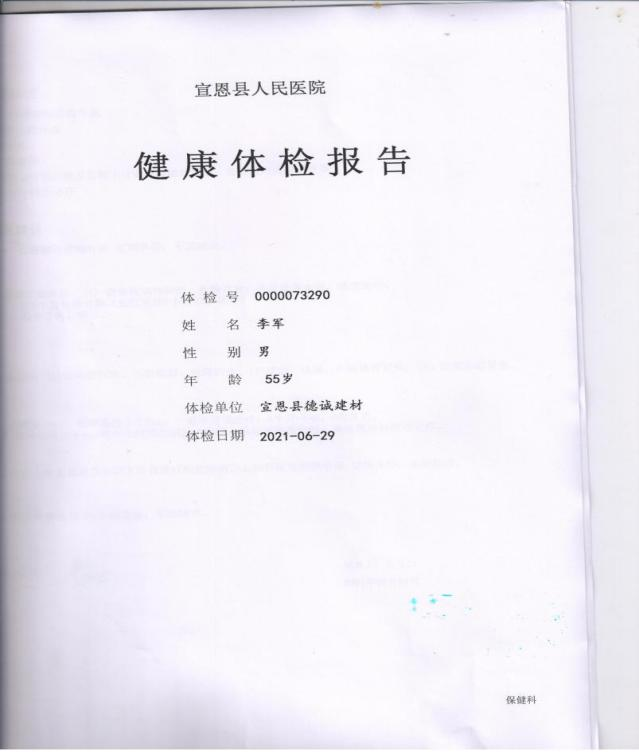 宣恩县人民医院
健康体检报告
体检号 0000073290
姓名 李军
性别 男
年龄 55岁
体检单位 宣恩县德诚建材
体检日期 2021-06-29
保健科